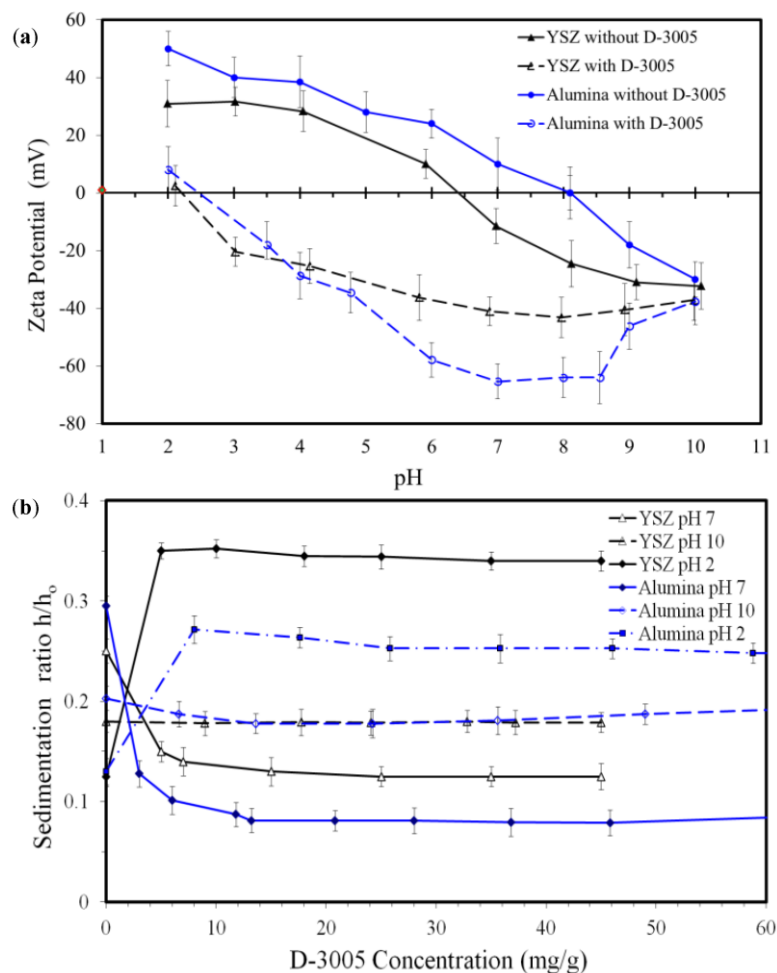 (a)
60
40
20
0
-20
-40
-60
-80
Zeta Potential (mV)
YSZ without D-3005
YSZ with D-3005
Alumina without D-3005
Alumina with D-3005
1 2 3 4 5 6 7 8 9 10 11
pH
(b)
0.4
0.3
0.2
0.1
0
Sedimentation ratio h/h₀
YSZ pH 7
YSZ pH 10
YSZ pH 2
Alumina pH 7
Alumina pH 10
Alumina pH 2
0 10 20 30 40 50 60
D-3005 Concentration (mg/g)